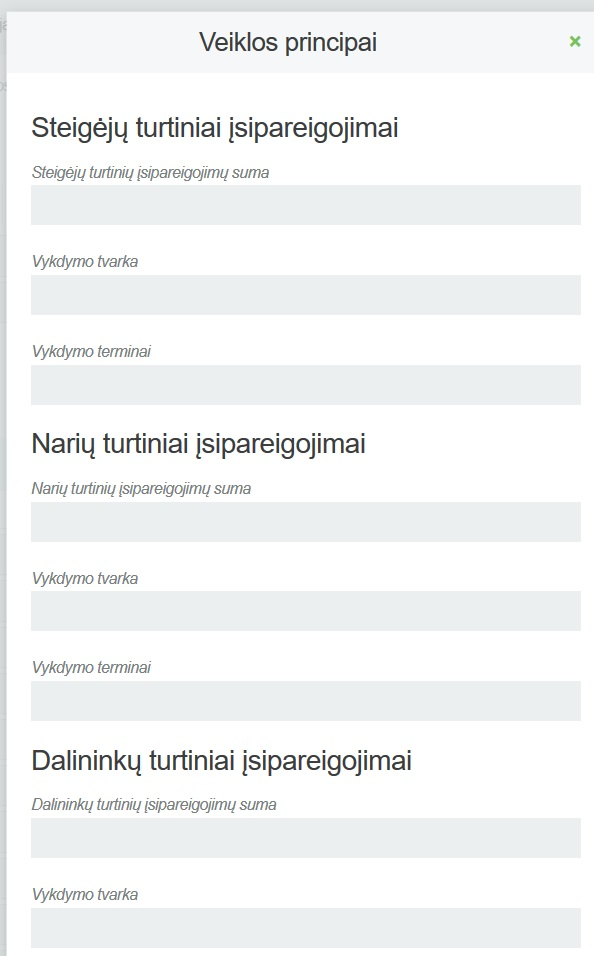 Veiklos principai
Steigėjų turtiniai įsipareigojimai
Steigėjų turtinių įsipareigojimų suma
Vykdymo tvarka
Vykdymo terminai
Narių turtiniai įsipareigojimai
Narių turtinių įsipareigojimų suma
Vykdymo tvarka
Vykdymo terminai
Dalininkų turtiniai įsipareigojimai
Dalininkų turtinių įsipareigojimų suma
Vykdymo tvarka